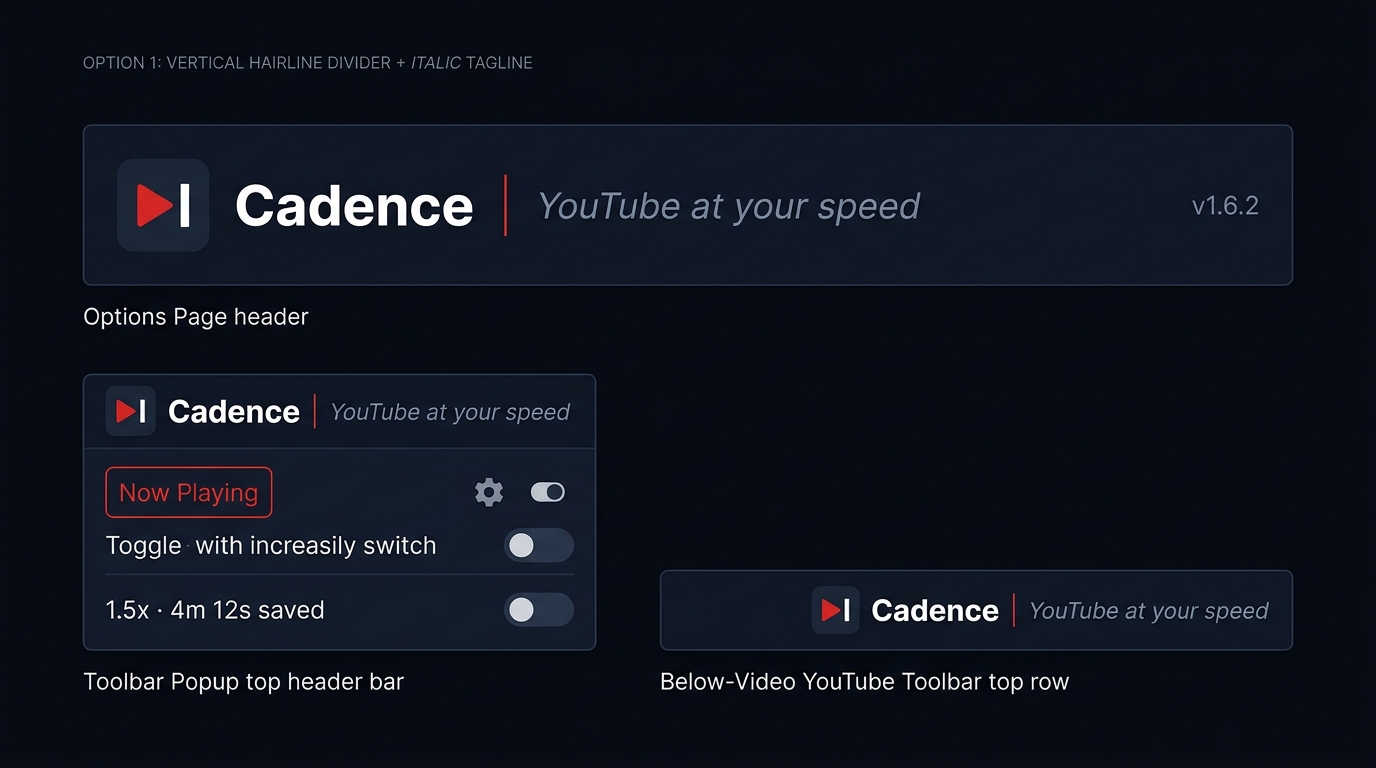 OPTION 1: VERTICAL HAIRLINE DIVIDER + ITALIC TAGLINE
Cadence | YouTube at your speed v1.6.2
Options Page header
Cadence | YouTube at your speed
Now Playing
Toggle · with increasily switch
1.5x · 4m 12s saved
Toolbar Popup top header bar
Cadence | YouTube at your speed
Below-Video YouTube Toolbar top row